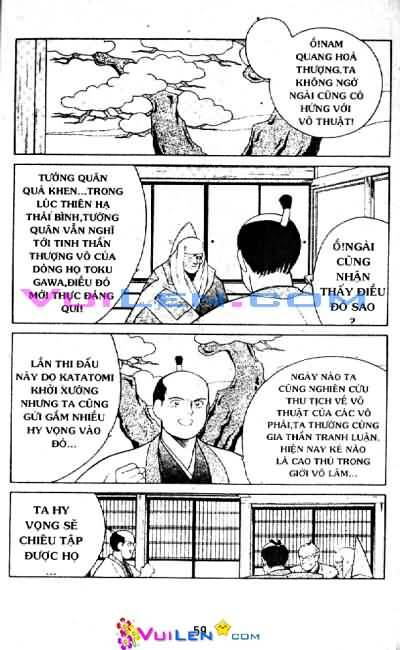 Ố!NAM
QUANG HOÀ
THƯỢNG,TA
KHÔNG NGỜ
NGÀI CŨNG CÓ
HỨNG VỚI
VÕ THUẬT!
TƯỚNG QUÂN
QUÁ KHEN...TRONG
LÚC THIÊN HẠ
THÁI BÌNH,TƯỚNG
QUÂN VẪN NGHĨ
TỚI TINH THẦN
THƯỢNG VÕ CỦA
DÒNG HỌ TOKU
GAWA,ĐIỀU ĐÓ
MỚI THỰC ĐÁNG
QUÍ!
Ố!NGÀI
CŨNG
NHẬN
THẤY ĐIỀU
ĐÓ SAO
?
VUILEN.COM
NGÀY NÀO TA
CŨNG NGHIÊN CỨU
THƯ TỊCH VỀ VÕ
THUẬT CỦA CÁC VÕ
PHÁI,TA THƯỜNG CÙNG
GIA THẦN TRANH LUẬN.
HIỆN NAY KẺ NÀO
LÀ CAO THỦ TRONG
GIỚI VÕ LÂM...
LẦN THI ĐẤU
NÀY DO KATATOMI
KHỞI XƯỚNG
NHƯNG TA CŨNG
GỬI GẮM NHIỀU
HY VỌNG VÀO
ĐÓ...
TA HY
VỌNG SẼ
CHIÊU TẬP
ĐƯỢC HỌ
...
59
VUILEN.COM